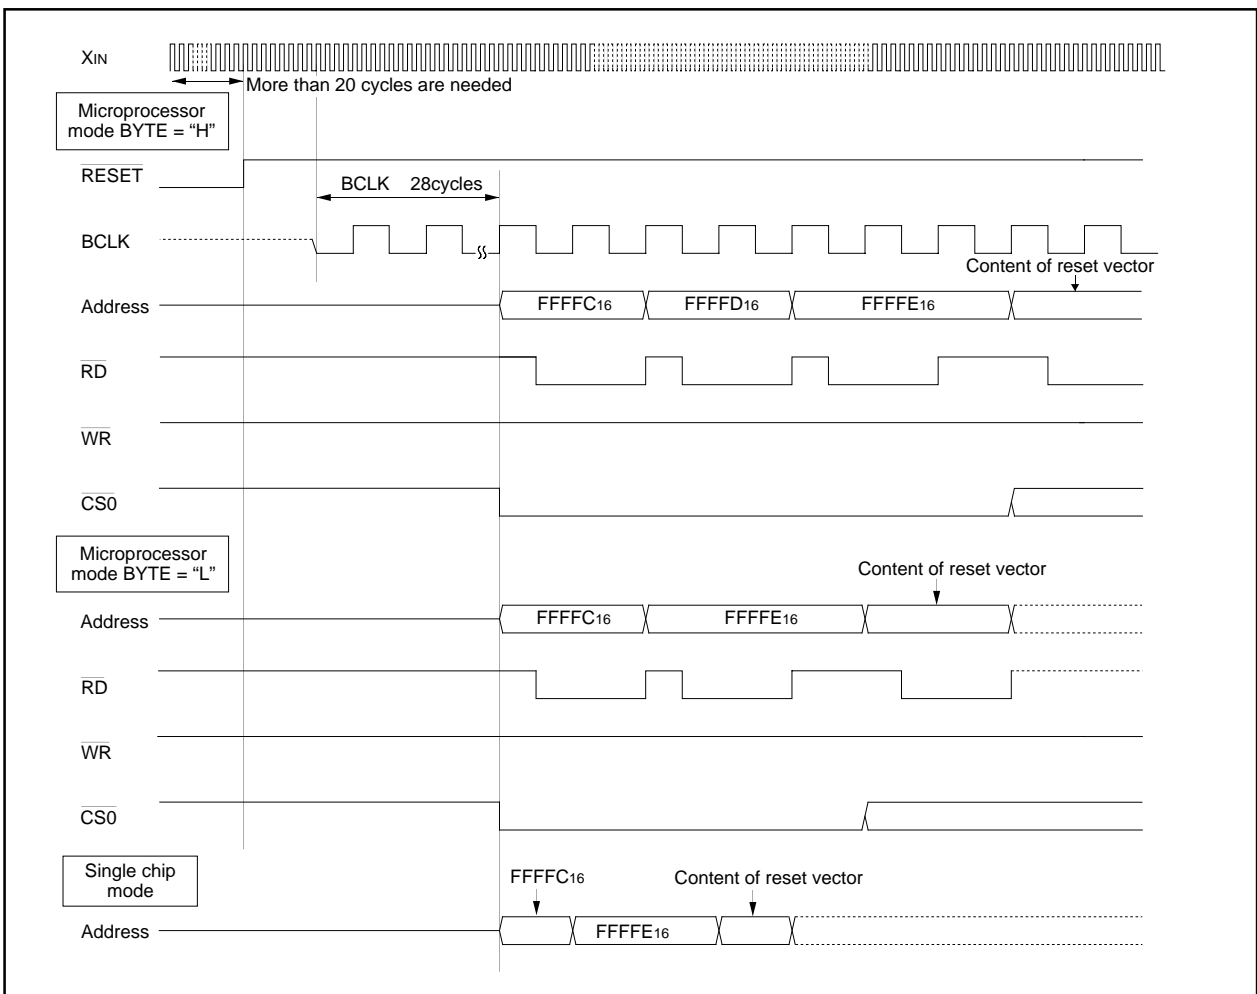 XIN
More than 20 cycles are needed
Microprocessor
mode BYTE = “H”
RESET
BCLK 28cycles
BCLK
Content of reset vector
Address
FFFFC16
FFFFD16
FFFFE16
RD
WR
CS0
Microprocessor
mode BYTE = “L”
Content of reset vector
Address
FFFFC16
FFFFE16
RD
WR
CS0
Single chip
mode
FFFFC16
Content of reset vector
Address
FFFFE16